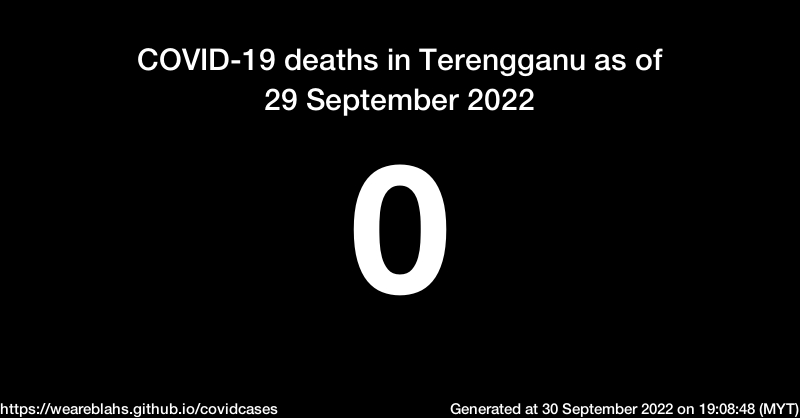 COVID-19 deaths in Terengganu as of
29 September 2022
0
https://weareblahs.github.io/covidcases
Generated at 30 September 2022 on 19:08:48 (MYT)